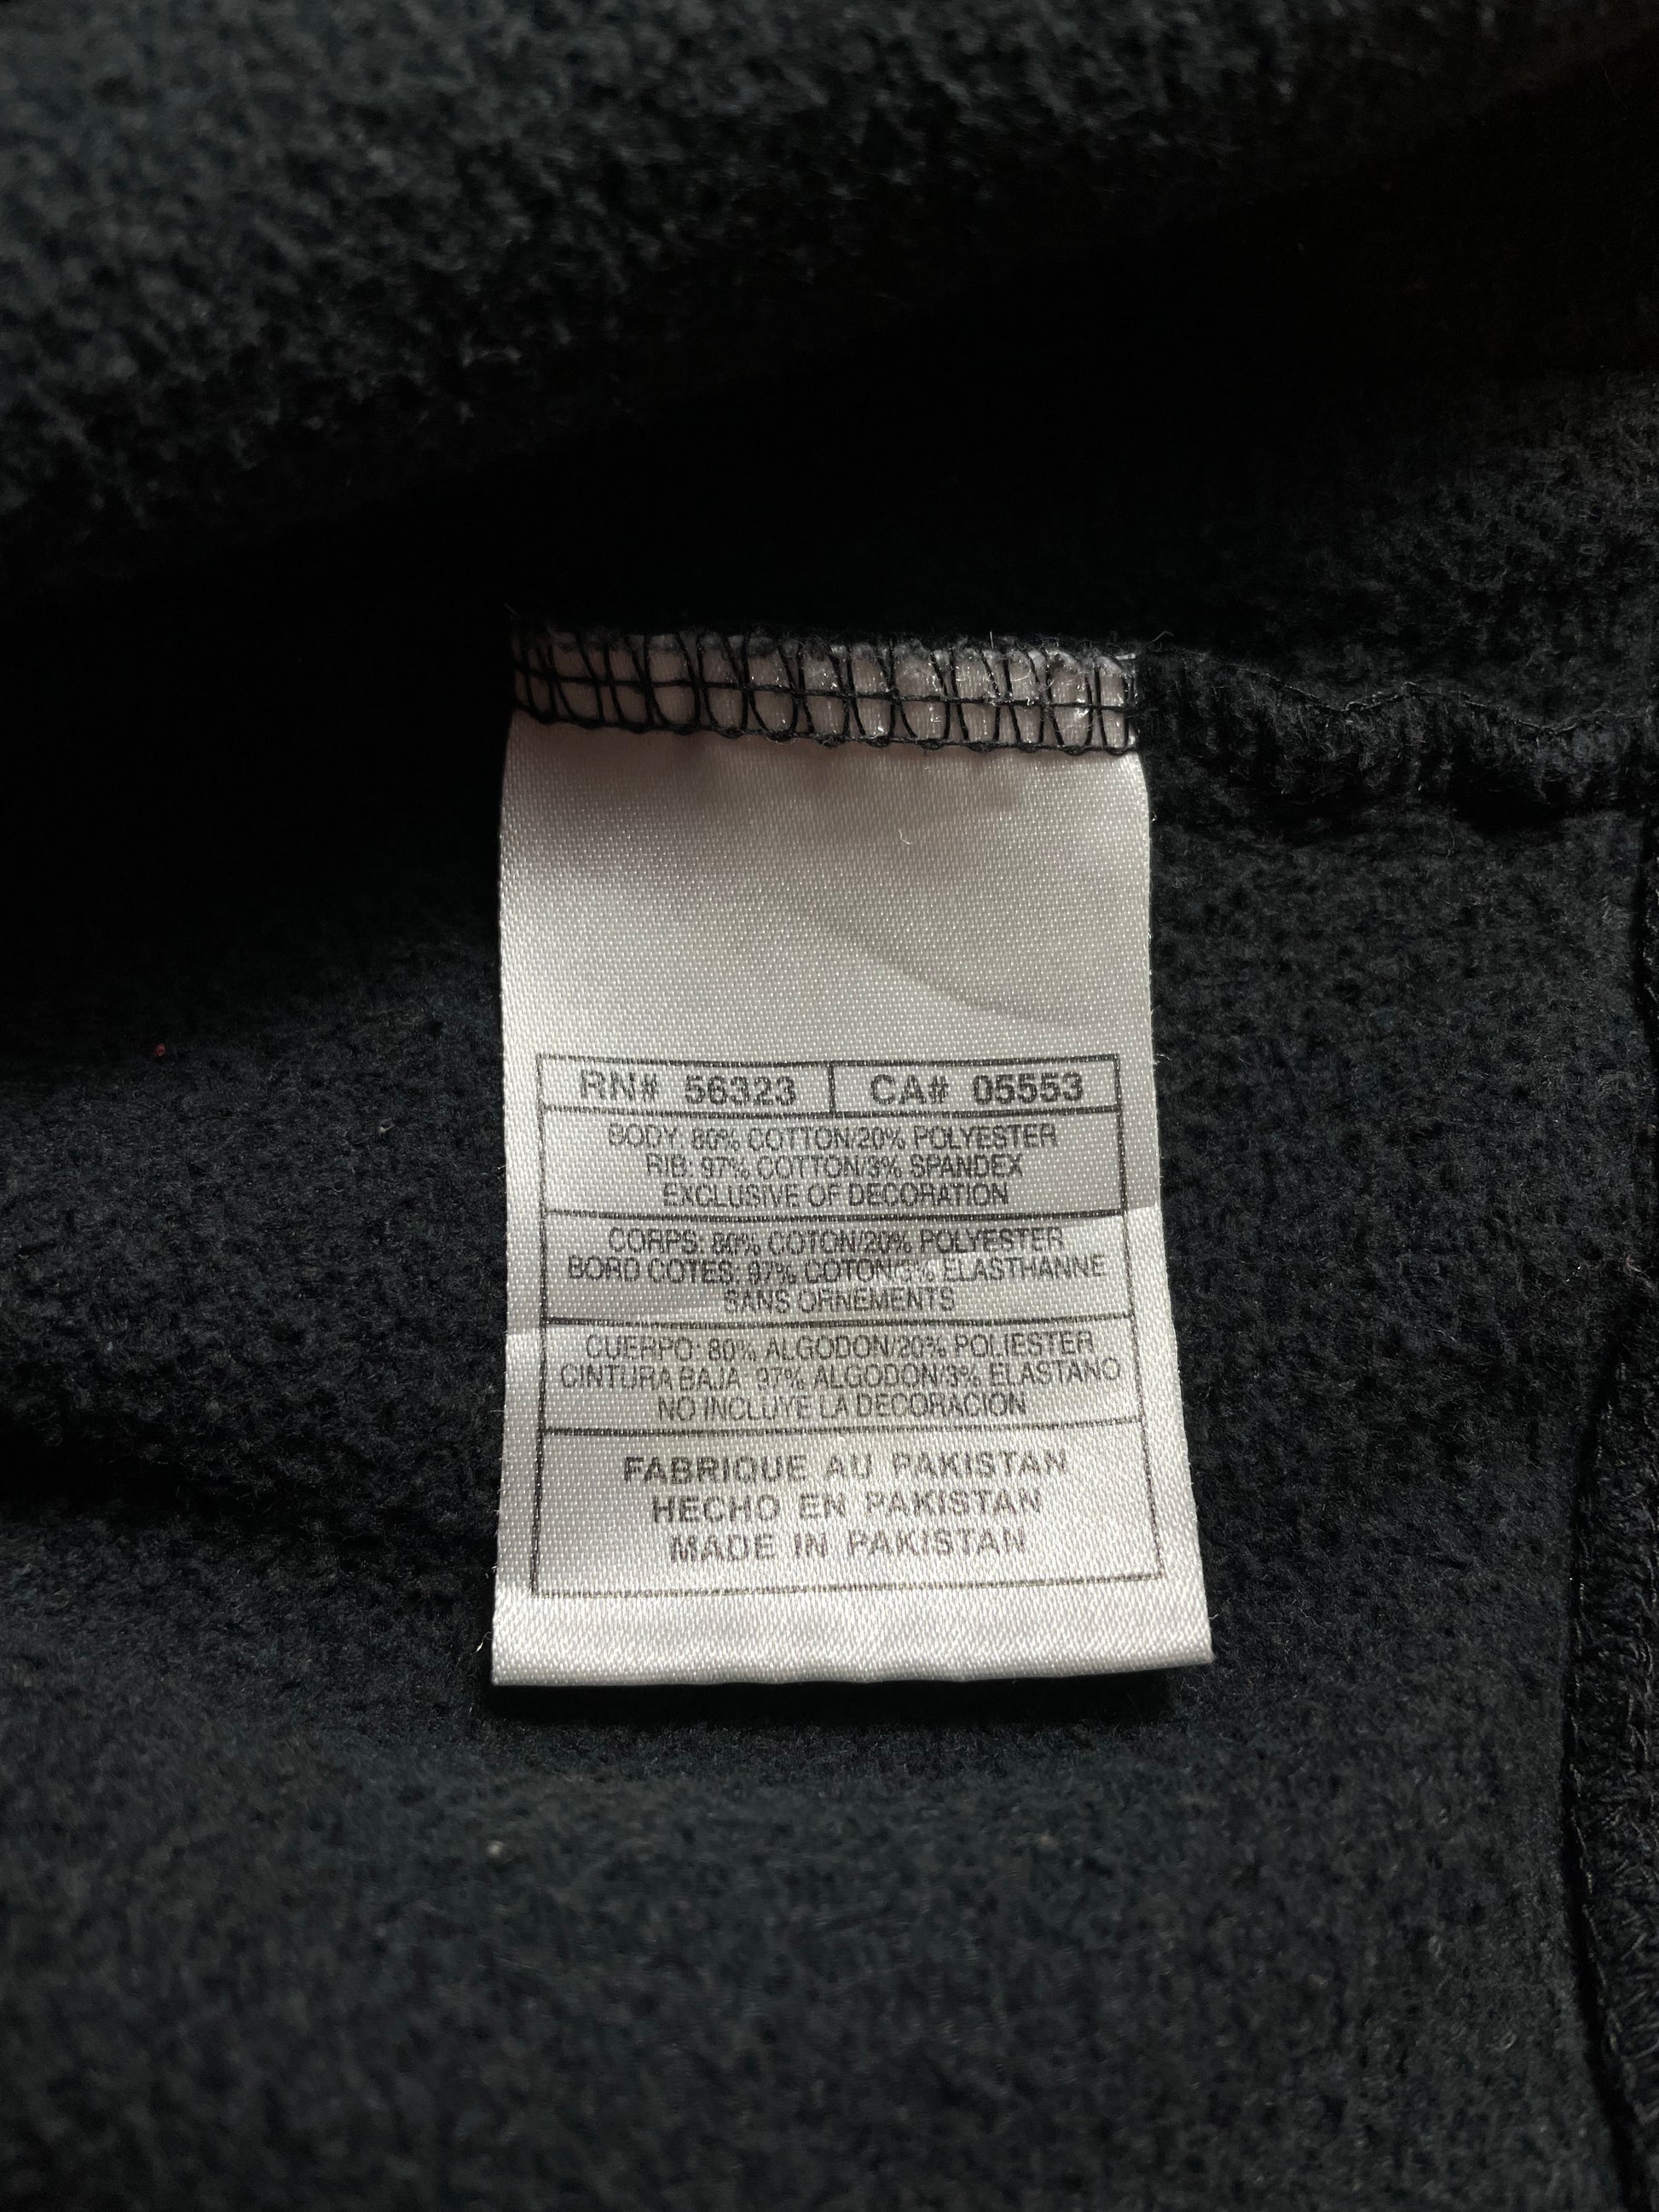 RN# 56323 CA# 05553
BODY: 80% COTTON/20% POLYESTER
RIB: 97% COTTON/3% SPANDEX
EXCLUSIVE OF DECORATION
CORPS: 80% COTON/20% POLYESTER
BORD COTES: 97% COTON/3% ELASTHANNE
SANS ORNEMENTS
CUERPO: 80% ALGODON/20% POLIESTER
CINTURA BAJA: 97% ALGODON/3% ELASTANO
NO INCLUYE LA DECORACION
FABRIQUE AU PAKISTAN
HECHO EN PAKISTAN
MADE IN PAKISTAN